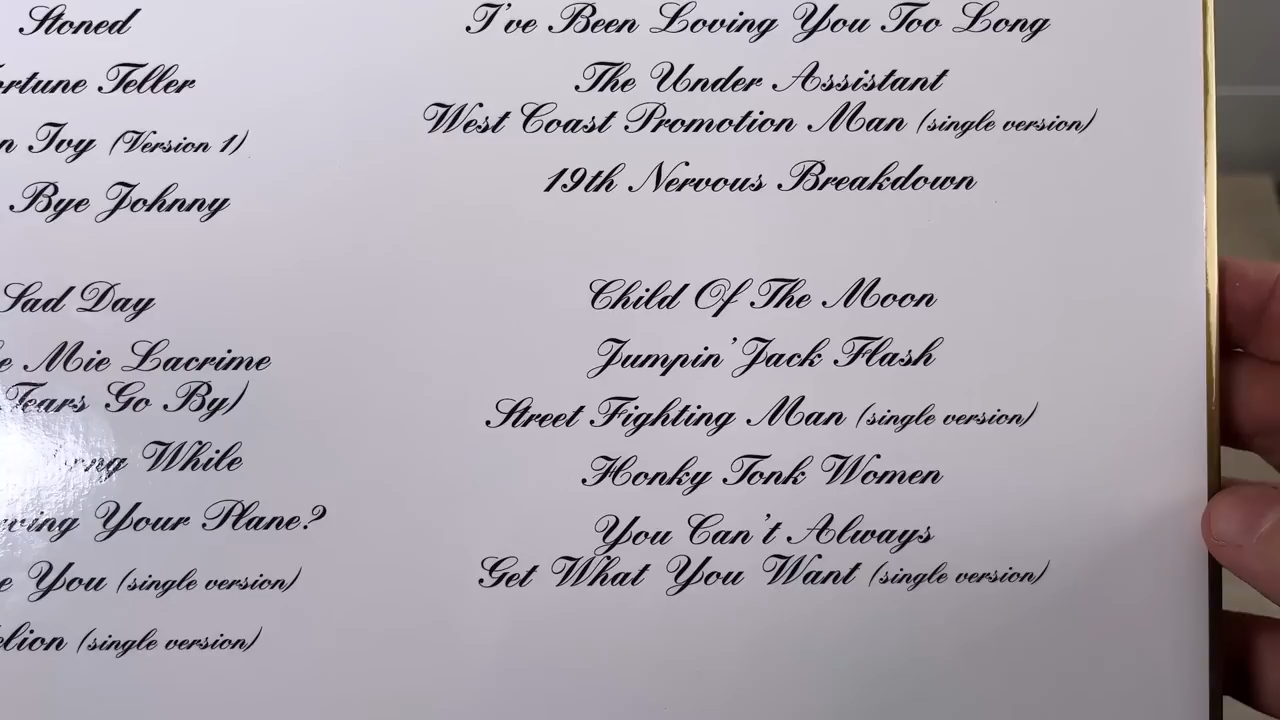 Stoned
Teller
Ivy (Version 1)
Bye Johnny
Sad Day
Mie Lacrime
Tears Go By)
While
Your Plane?
You (single version)
(single version)
I've Been Loving You Too Long
The Under Assistant
West Coast Promotion Man (single version)
19th Nervous Breakdown
Child Of The Moon
Jumpin' Jack Flash
Street Fighting Man (single version)
Honky Tonk Women
You Can't Always
Get What You Want (single version)